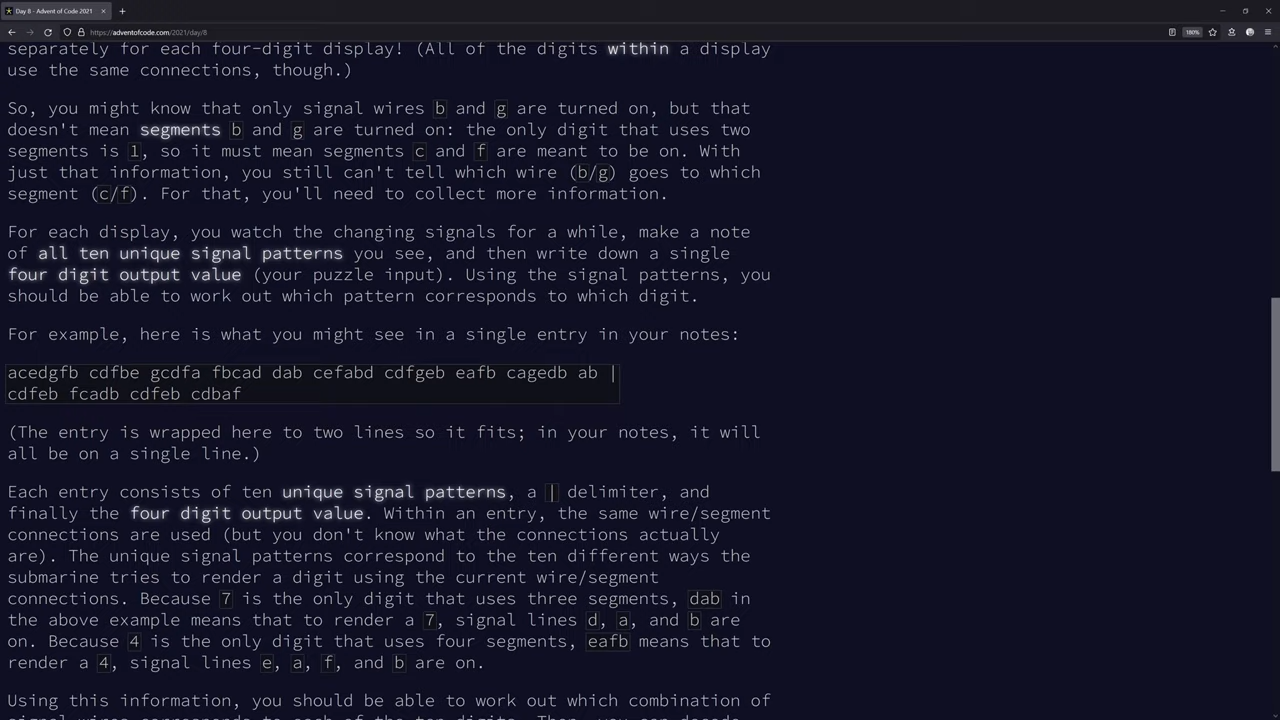 Day 8 - Advent of Code 2021
https://adventofcode.com/2021/day/8
180%
separately for each four-digit display! (All of the digits within a display
use the same connections, though.)
So, you might know that only signal wires b and g are turned on, but that
doesn't mean segments b and g are turned on: the only digit that uses two
segments is 1, so it must mean segments c and f are meant to be on. With
just that information, you still can't tell which wire (b/g) goes to which
segment (c/f). For that, you'll need to collect more information.
For each display, you watch the changing signals for a while, make a note
of all ten unique signal patterns you see, and then write down a single
four digit output value (your puzzle input). Using the signal patterns, you
should be able to work out which pattern corresponds to which digit.
For example, here is what you might see in a single entry in your notes:
acedgfb cdfbe gcdfa fbcad dab cefabd cdfgeb eafb cagedb ab |
cdfeb fcadb cdfeb cdbaf
(The entry is wrapped here to two lines so it fits; in your notes, it will
all be on a single line.)
Each entry consists of ten unique signal patterns, a | delimiter, and
finally the four digit output value. Within an entry, the same wire/segment
connections are used (but you don't know what the connections actually
are). The unique signal patterns correspond to the ten different ways the
submarine tries to render a digit using the current wire/segment
connections. Because 7 is the only digit that uses three segments, dab in
the above example means that to render a 7, signal lines d, a, and b are
on. Because 4 is the only digit that uses four segments, eafb means that to
render a 4, signal lines e, a, f, and b are on.
Using this information, you should be able to work out which combination of
signal wires corresponds to each of the ten digits. Then, you can decode